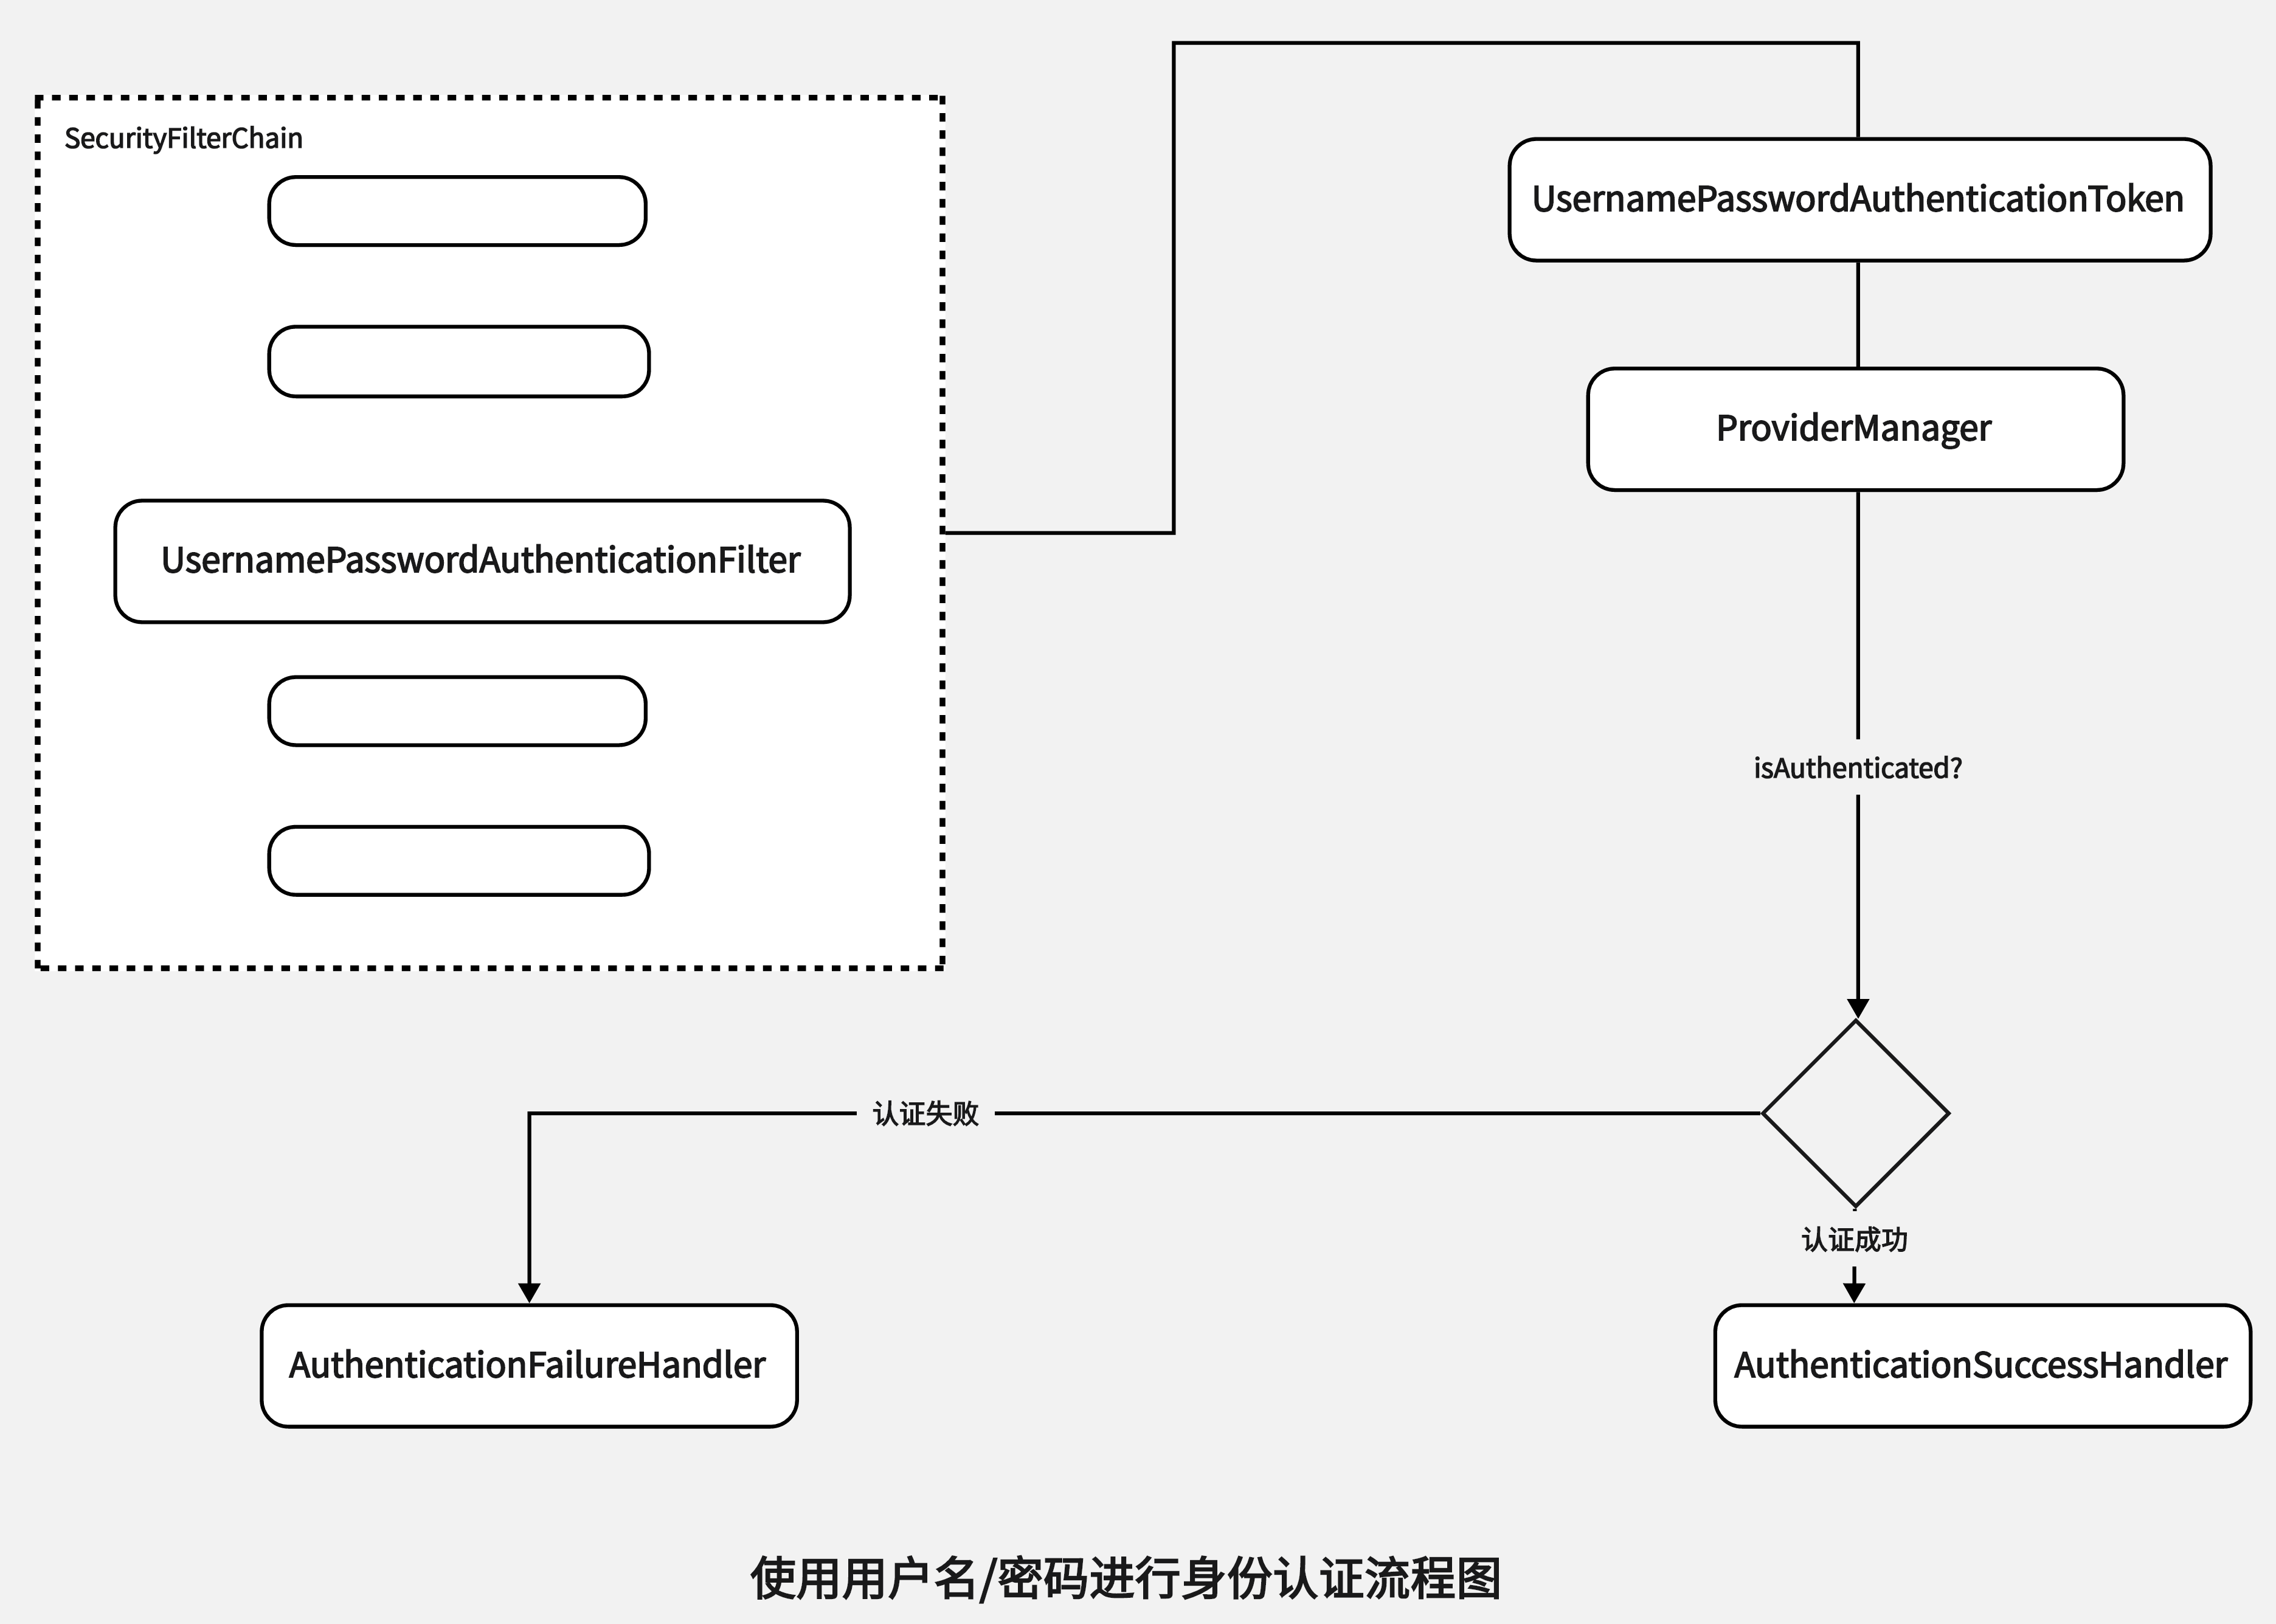 SecurityFilterChain
UsernamePasswordAuthenticationFilter
UsernamePasswordAuthenticationToken
ProviderManager
isAuthenticated?
认证失败
认证成功
AuthenticationFailureHandler
AuthenticationSuccessHandler
使用用户名/密码进行身份认证流程图